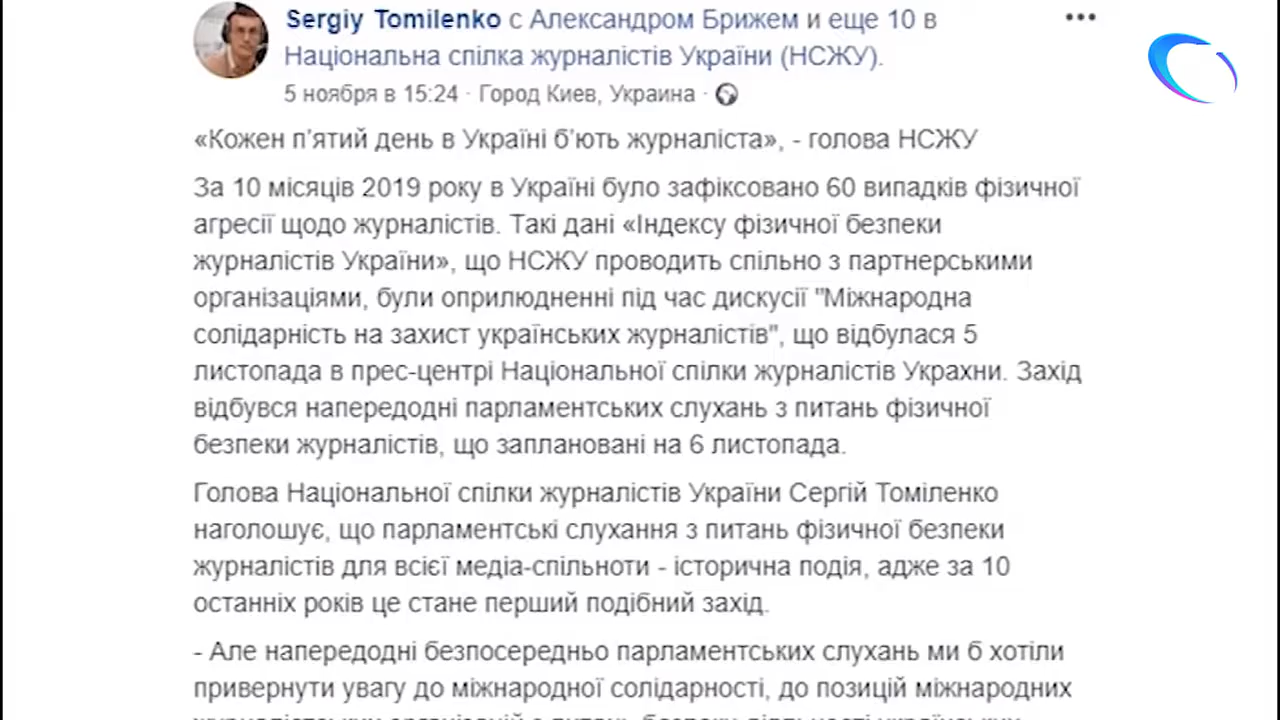 Sergiy Tomilenko с Александром Брижем и еще 10 в
Національна спілка журналістів України (НСЖУ).
5 ноября в 15:24 · Город Киев, Украина ·
«Кожен п'ятий день в Україні б'ють журналіста», - голова НСЖУ
За 10 місяців 2019 року в Україні було зафіксовано 60 випадків фізичної
агресії щодо журналістів. Такі дані «Індексу фізичної безпеки
журналістів України», що НСЖУ проводить спільно з партнерськими
організаціями, були оприлюдненні під час дискусії "Міжнародна
солідарність на захист українських журналістів", що відбулася 5
листопада в прес-центрі Національної спілки журналістів Украхни. Захід
відбувся напередодні парламентських слухань з питань фізичної
безпеки журналістів, що заплановані на 6 листопада.
Голова Національної спілки журналістів України Сергій Томіленко
наголошує, що парламентські слухання з питань фізичної безпеки
журналістів для всієї медіа-спільноти - історична подія, адже за 10
останніх років це стане перший подібний захід.
- Але напередодні безпосередньо парламентських слухань ми б хотіли
привернути увагу до міжнародної солідарності, до позицій міжнародних